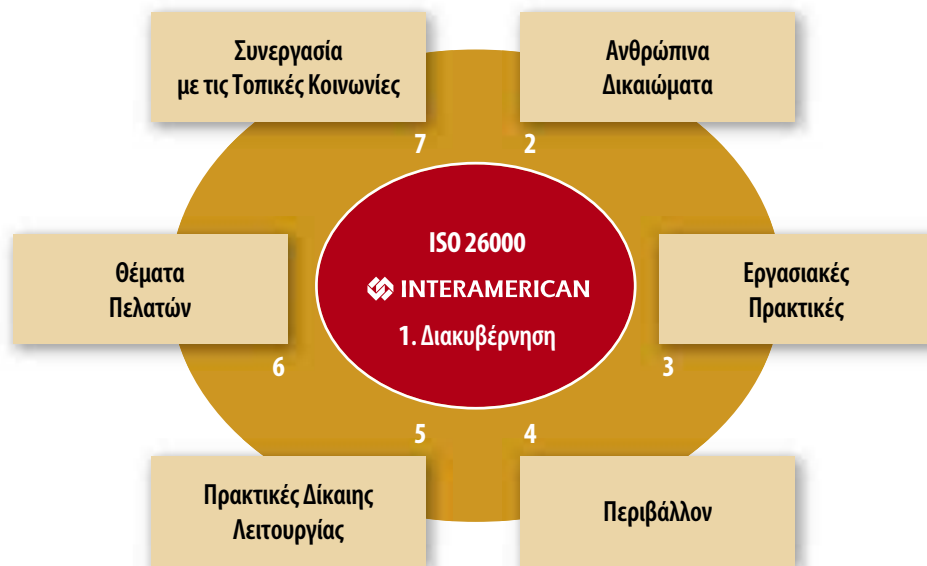 Συνεργασία
με τις Τοπικές Κοινωνίες
Ανθρώπινα
Δικαιώματα
7
2
ISO 26000
INTERAMERICAN
1. Διακυβέρνηση
Θέματα
Πελατών
Εργασιακές
Πρακτικές
6
3
5
4
Πρακτικές Δίκαιης
Λειτουργίας
Περιβάλλον